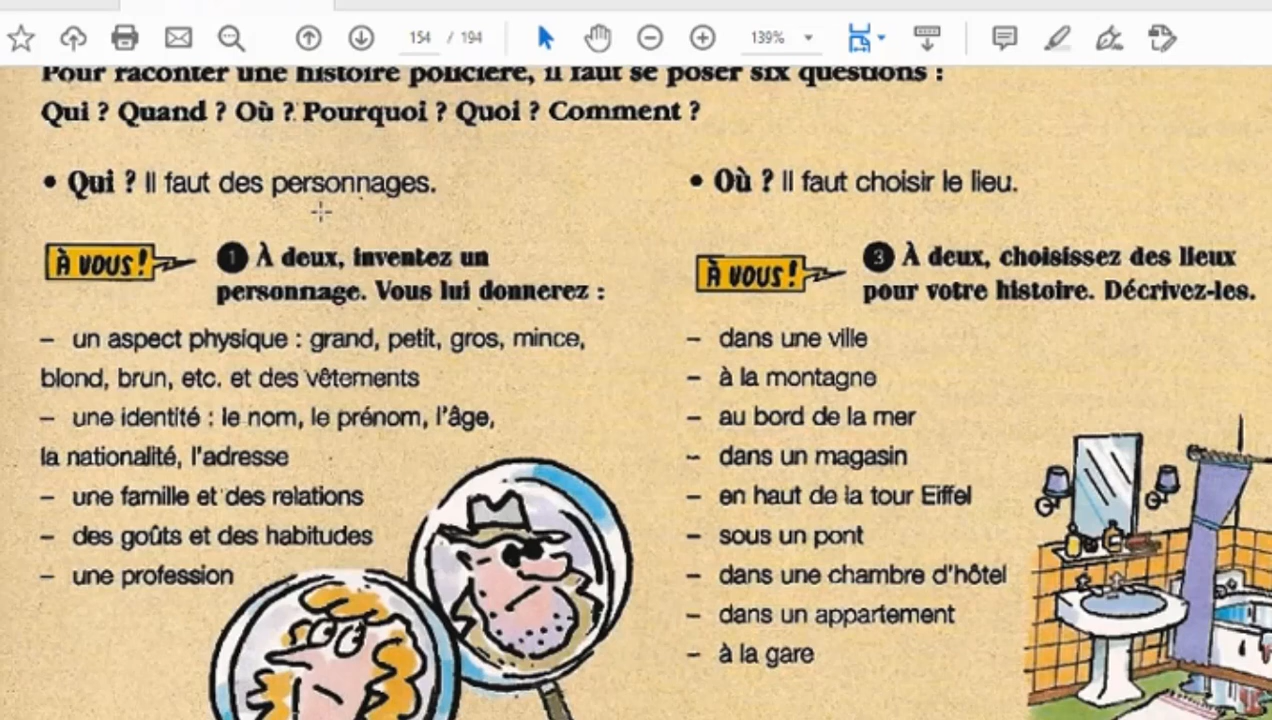 154 / 194
139%
Pour raconter une histoire policière, il faut se poser six questions :
Qui ? Quand ? Où ? Pourquoi ? Quoi ? Comment ?
• Qui ? Il faut des personnages.
À VOUS !
1 À deux, inventez un
personnage. Vous lui donnerez :
– un aspect physique : grand, petit, gros, mince,
blond, brun, etc. et des vêtements
– une identité : le nom, le prénom, l'âge,
la nationalité, l'adresse
– une famille et des relations
– des goûts et des habitudes
– une profession
• Où ? Il faut choisir le lieu.
À VOUS !
3 À deux, choisissez des lieux
pour votre histoire. Décrivez-les.
– dans une ville
– à la montagne
– au bord de la mer
– dans un magasin
– en haut de la tour Eiffel
– sous un pont
– dans une chambre d'hôtel
– dans un appartement
– à la gare